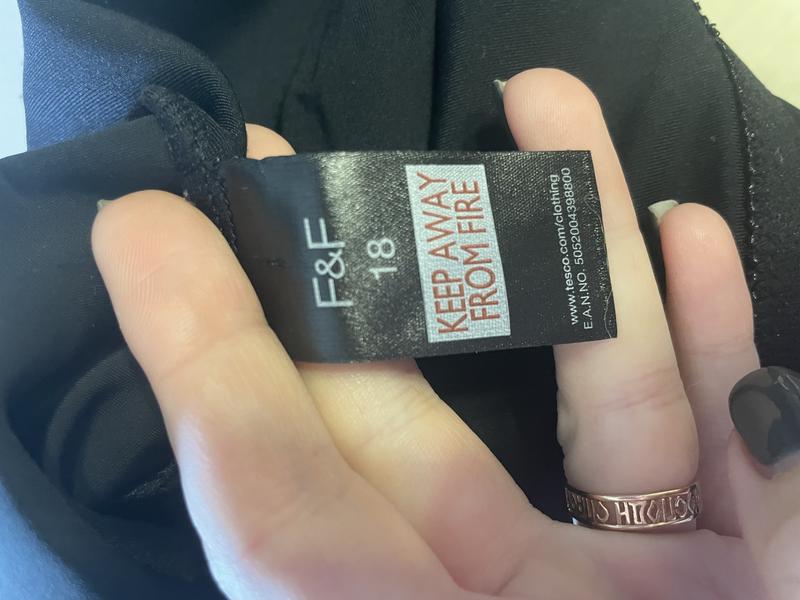 F&F
18
KEEP AWAY
FROM FIRE
www.tesco.com/clothing
E.A.N.NO. 5052004398800